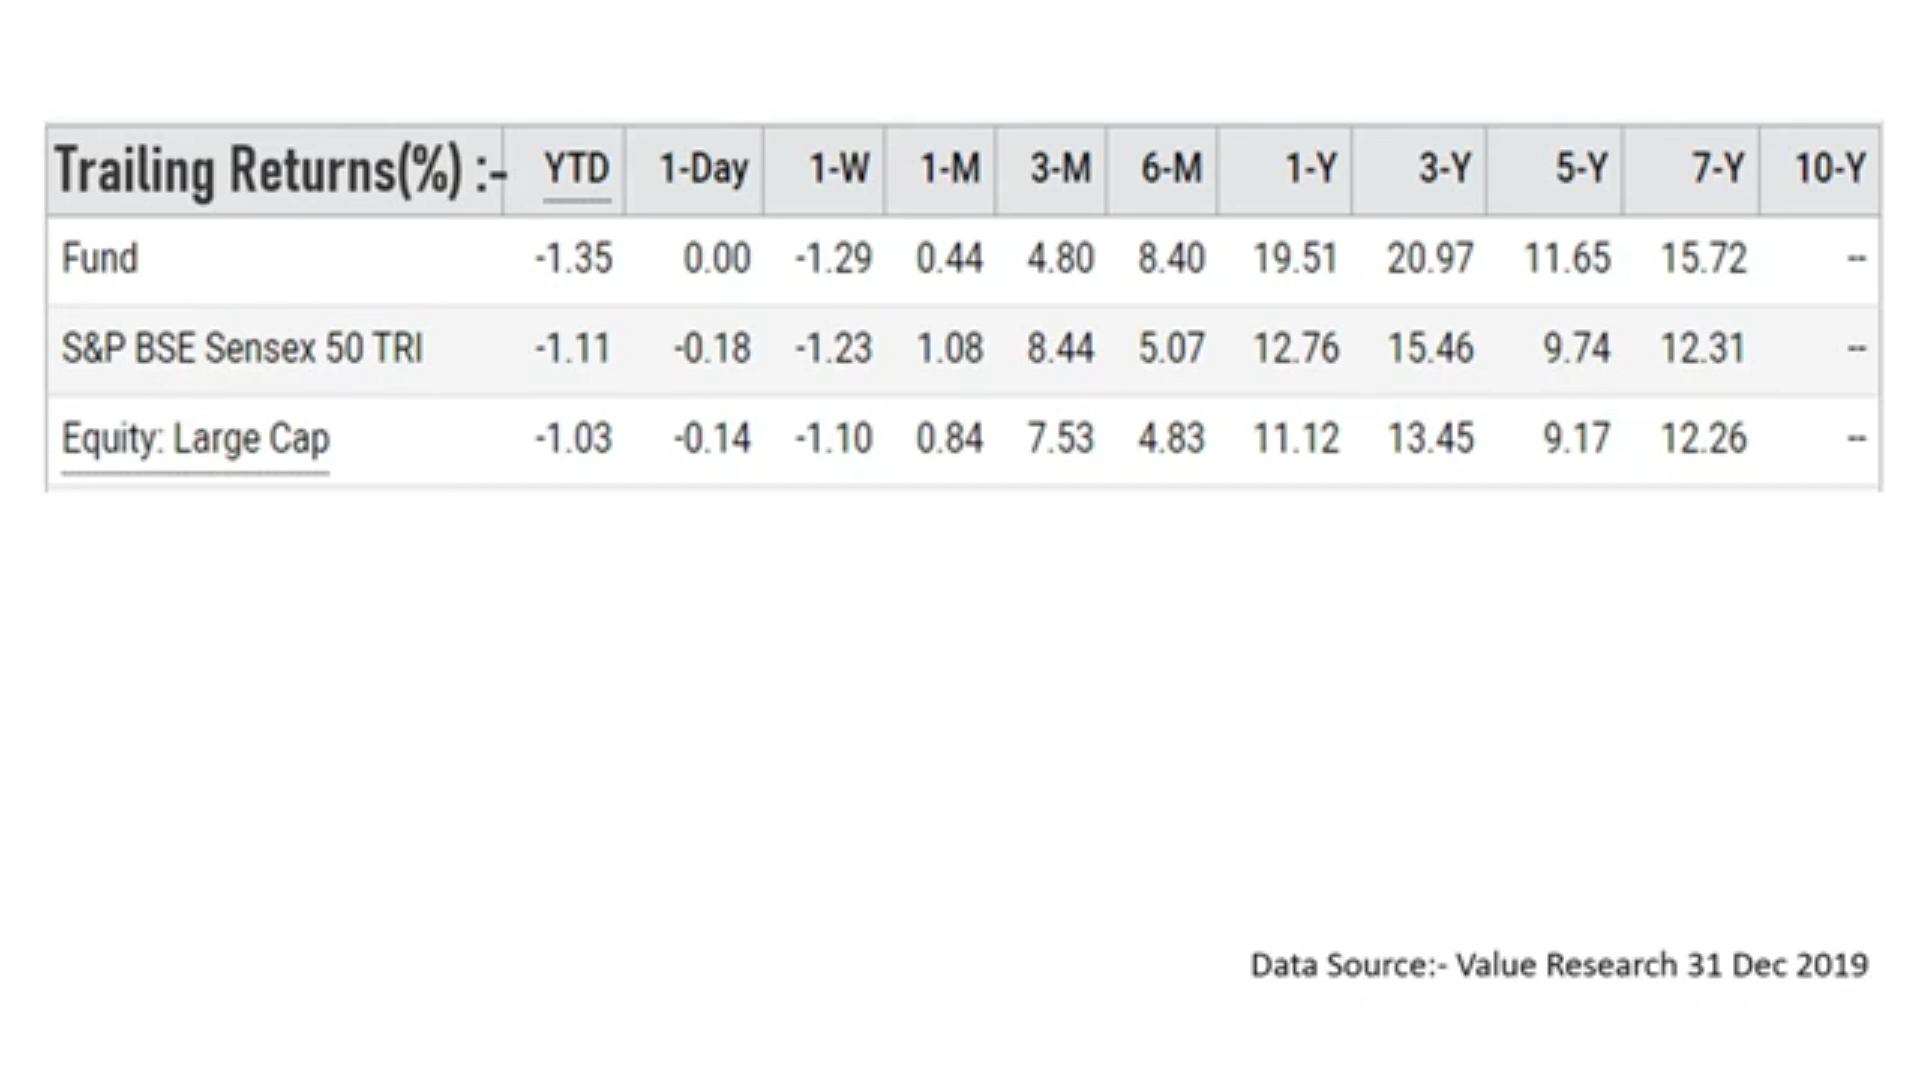 Trailing Returns(%) :- YTD 1-Day 1-W 1-M 3-M 6-M 1-Y 3-Y 5-Y 7-Y 10-Y
Fund -1.35 0.00 -1.29 0.44 4.80 8.40 19.51 20.97 11.65 15.72 --
S&P BSE Sensex 50 TRI -1.11 -0.18 -1.23 1.08 8.44 5.07 12.76 15.46 9.74 12.31 --
Equity: Large Cap -1.03 -0.14 -1.10 0.84 7.53 4.83 11.12 13.45 9.17 12.26 --
Data Source:- Value Research 31 Dec 2019